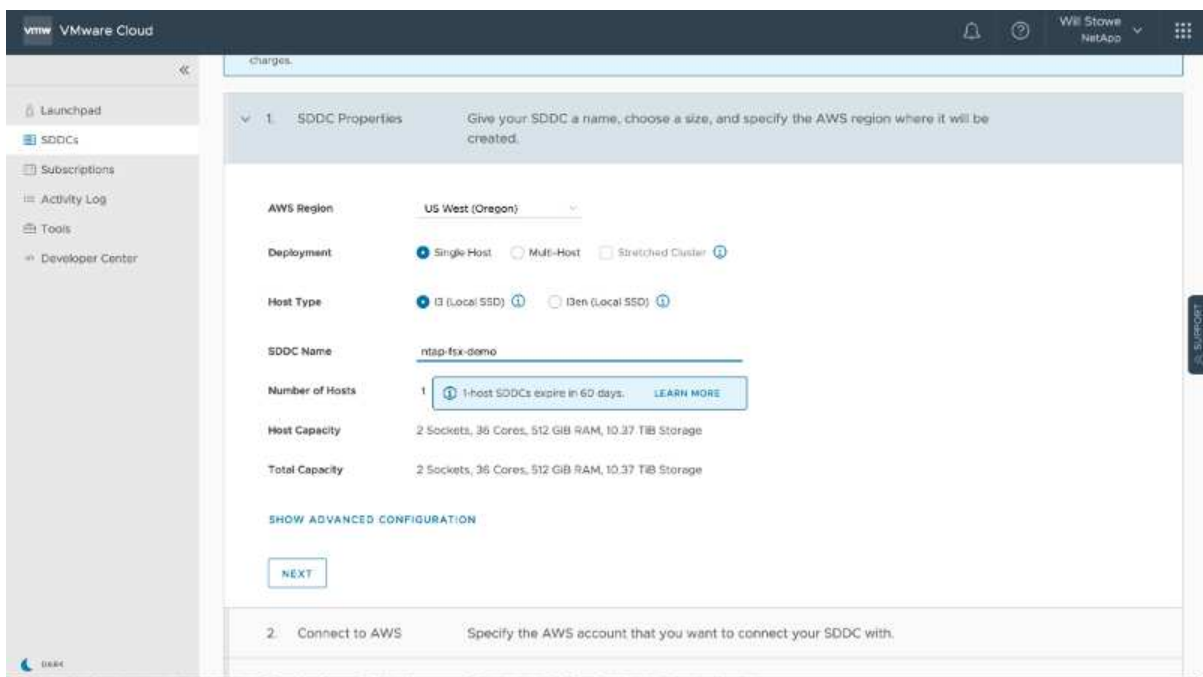 vmw VMware Cloud
Will Stowe
NetApp
charges.
Launchpad
SDDCs
Subscriptions
Activity Log
Tools
Developer Center
1. SDDC Properties Give your SDDC a name, choose a size, and specify the AWS region where it will be
created.
AWS Region US West (Oregon)
Deployment Single Host Multi-Host Stretched Cluster
Host Type I3 (Local SSD) I3en (Local SSD)
SDDC Name ntap-fsx-demo
Number of Hosts 1 1-host SDDCs expire in 60 days. LEARN MORE
Host Capacity 2 Sockets, 36 Cores, 512 GiB RAM, 10.37 TiB Storage
Total Capacity 2 Sockets, 36 Cores, 512 GiB RAM, 10.37 TiB Storage
SHOW ADVANCED CONFIGURATION
NEXT
2. Connect to AWS Specify the AWS account that you want to connect your SDDC with.
DARK
SUPPORT